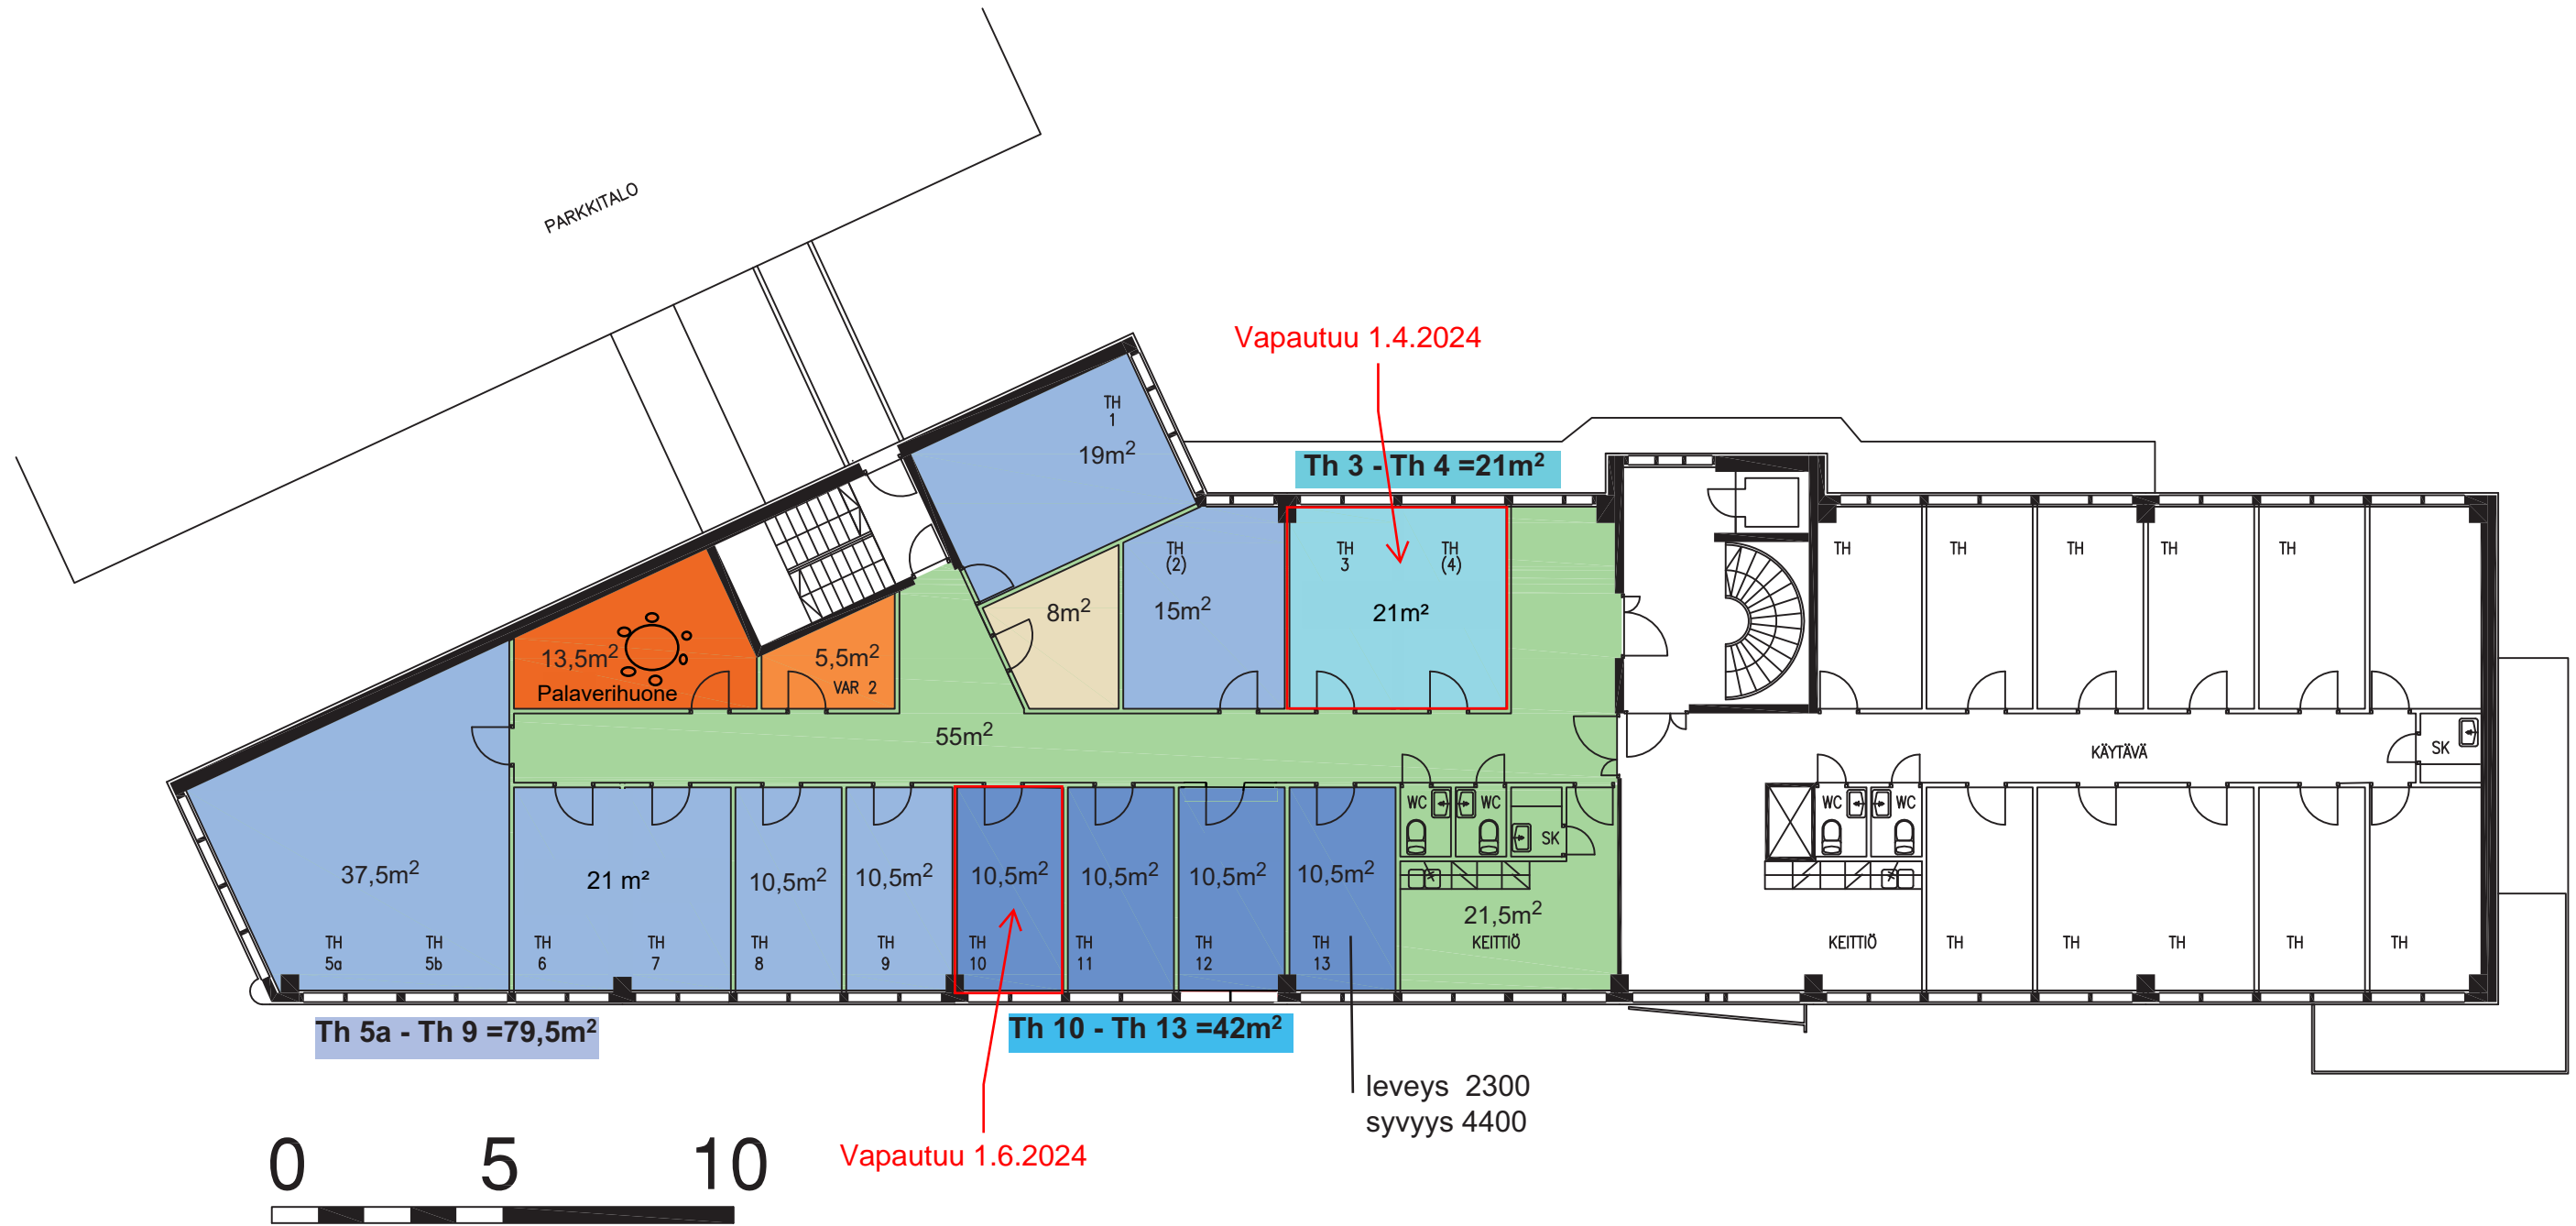 PARKKITALO
Vapautuu 1.4.2024
TH
1
19m²
Th 3 - Th 4 =21m²
TH
(2)
15m²
TH
3
TH
(4)
21m²
8m²
13,5m²
Palaverihuone
5,5m²
VAR 2
55m²
TH
TH
TH
TH
TH
KÄYTÄVÄ
SK
WC
WC
SK
WC
WC
37,5m²
21 m²
10,5m²
10,5m²
10,5m²
10,5m²
10,5m²
10,5m²
21,5m²
KEITTIÖ
KEITTIÖ
TH
5a
TH
5b
TH
6
TH
7
TH
8
TH
9
TH
10
TH
11
TH
12
TH
13
TH
TH
TH
TH
TH
Th 5a - Th 9 =79,5m²
Th 10 - Th 13 =42m²
leveys 2300
syvyys 4400
Vapautuu 1.6.2024
0 5 10